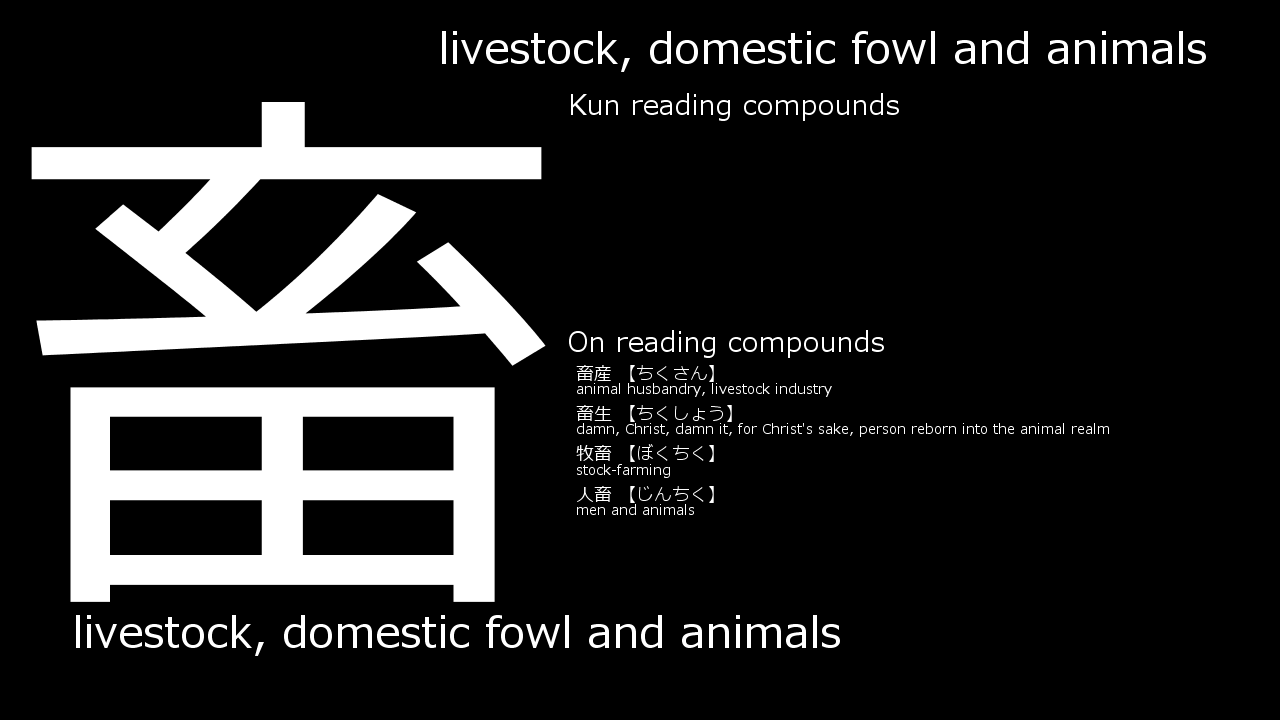 livestock, domestic fowl and animals
Kun reading compounds
畜
On reading compounds
畜産 【ちくさん】
animal husbandry, livestock industry
畜生 【ちくしょう】
damn, Christ, damn it, for Christ's sake, person reborn into the animal realm
牧畜 【ぼくちく】
stock-farming
人畜 【じんちく】
men and animals
livestock, domestic fowl and animals